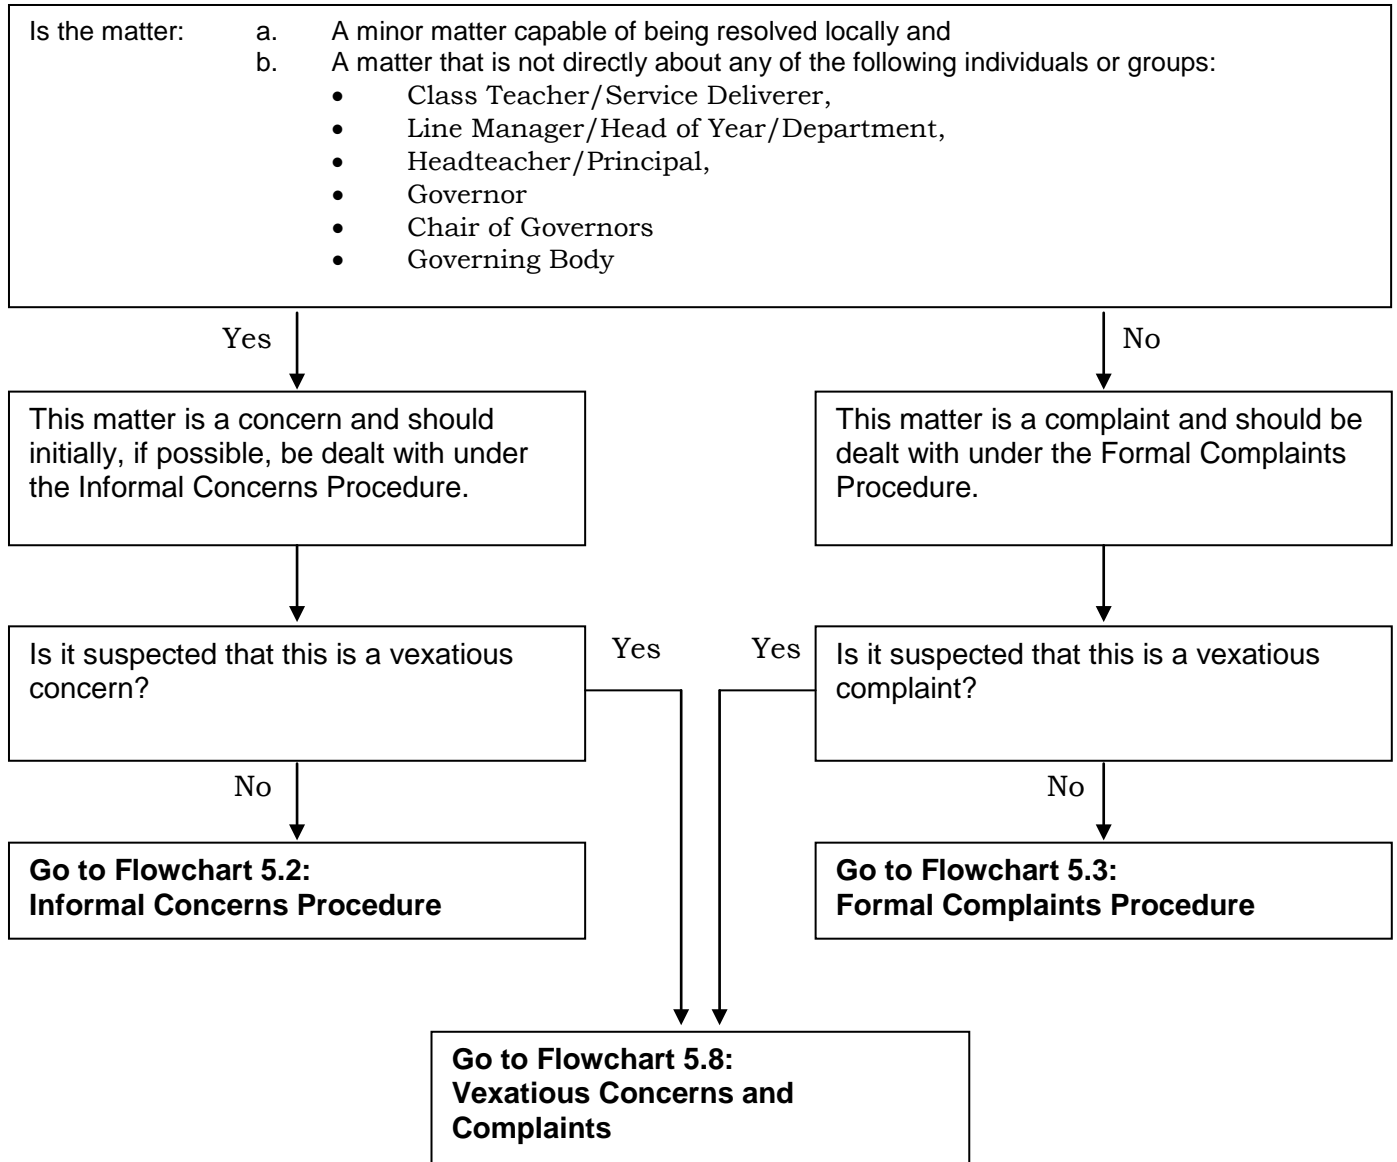 Is the matter: a. A minor matter capable of being resolved locally and
b. A matter that is not directly about any of the following individuals or groups:
• Class Teacher/Service Deliverer,
• Line Manager/Head of Year/Department,
• Headteacher/Principal,
• Governor
• Chair of Governors
• Governing Body
Yes
No
This matter is a concern and should
initially, if possible, be dealt with under
the Informal Concerns Procedure.
This matter is a complaint and should be
dealt with under the Formal Complaints
Procedure.
Is it suspected that this is a vexatious
concern?
Yes
Yes
Is it suspected that this is a vexatious
complaint?
No
No
Go to Flowchart 5.2:
Informal Concerns Procedure
Go to Flowchart 5.3:
Formal Complaints Procedure
Go to Flowchart 5.8:
Vexatious Concerns and
Complaints